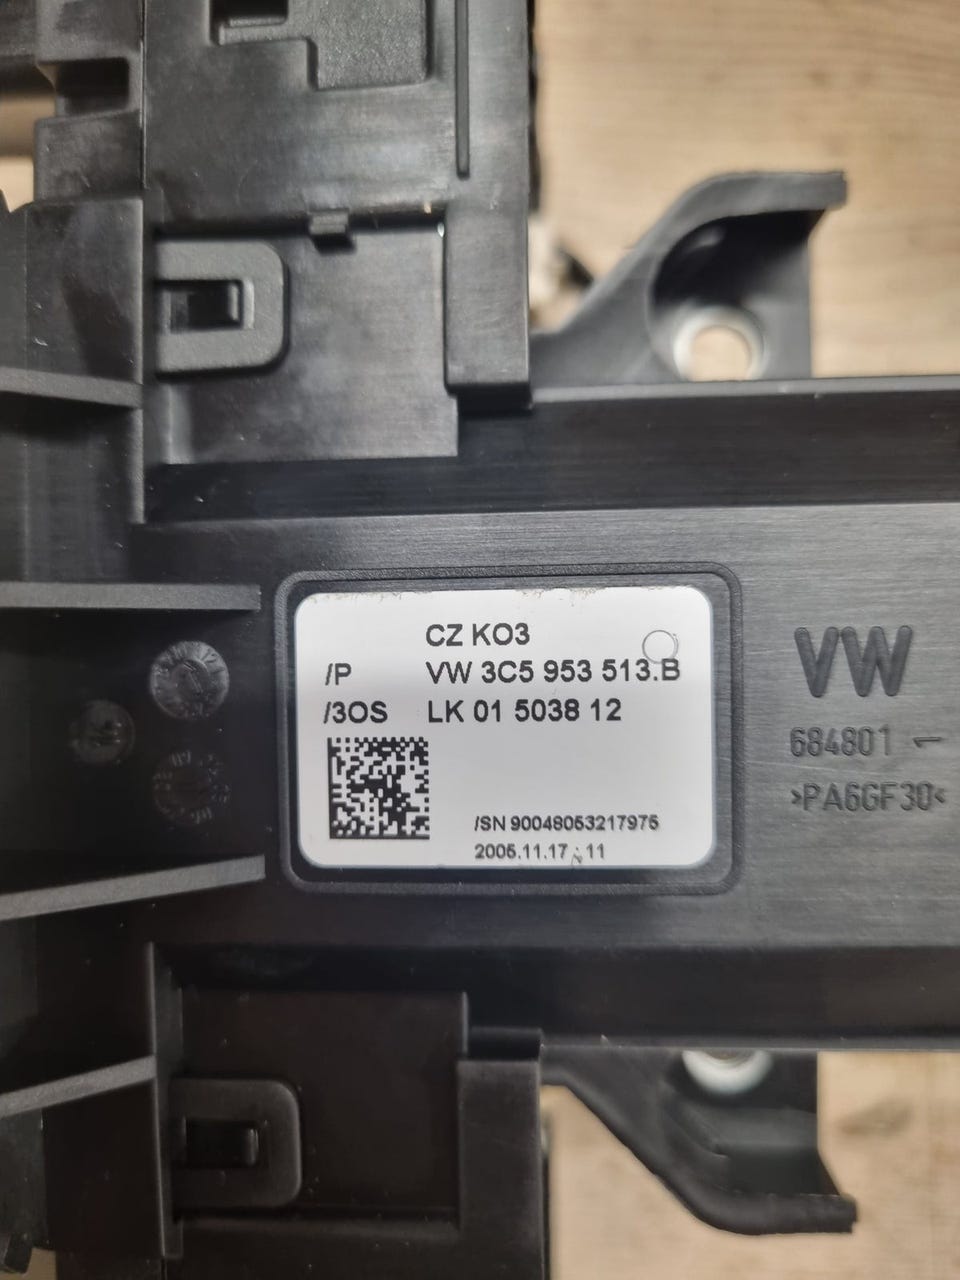 CZ KO3
/P VW 3C5 953 513.B
/3OS LK 01 5038 12
/SN 90048053217975
2005.11.17 11
VW
684801 1
>PA6GF30<